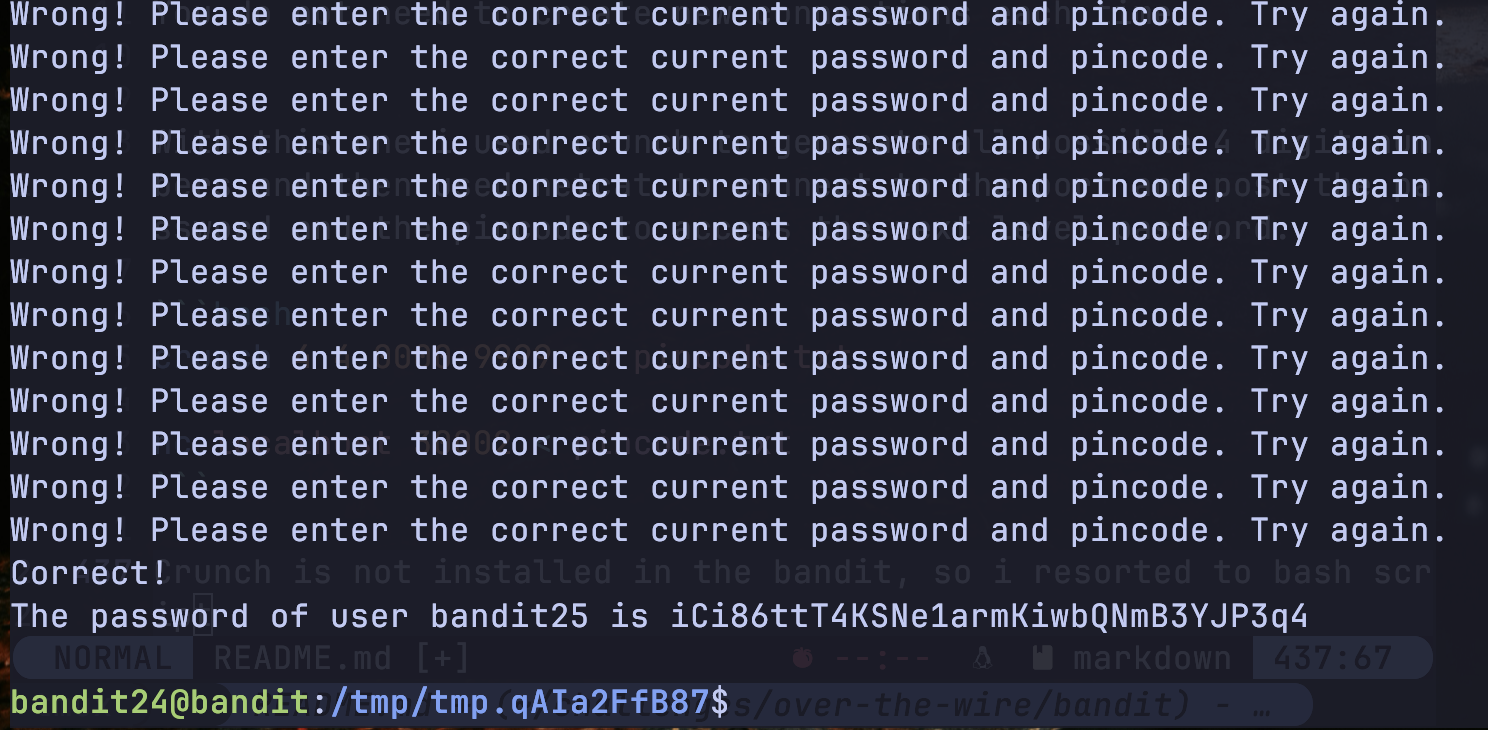 Wrong! Please enter the correct current password and pincode. Try again.
Wrong! Please enter the correct current password and pincode. Try again.
Wrong! Please enter the correct current password and pincode. Try again.
Wrong! Please enter the correct current password and pincode. Try again.
Wrong! Please enter the correct current password and pincode. Try again.
Wrong! Please enter the correct current password and pincode. Try again.
Wrong! Please enter the correct current password and pincode. Try again.
Wrong! Please enter the correct current password and pincode. Try again.
Wrong! Please enter the correct current password and pincode. Try again.
Wrong! Please enter the correct current password and pincode. Try again.
Wrong! Please enter the correct current password and pincode. Try again.
Wrong! Please enter the correct current password and pincode. Try again.
Wrong! Please enter the correct current password and pincode. Try again.
Correct!
Crunch is not installed in the bandit, so i resorted to bash scr
The password of user bandit25 is iCi86ttT4KSNe1armKiwbQNmB3YJP3q4
NORMAL README.md [+] --:-- markdown 437:67
bandit24@bandit:/tmp/tmp.qAIa2FfB87$
/over-the-wire/bandit) - …